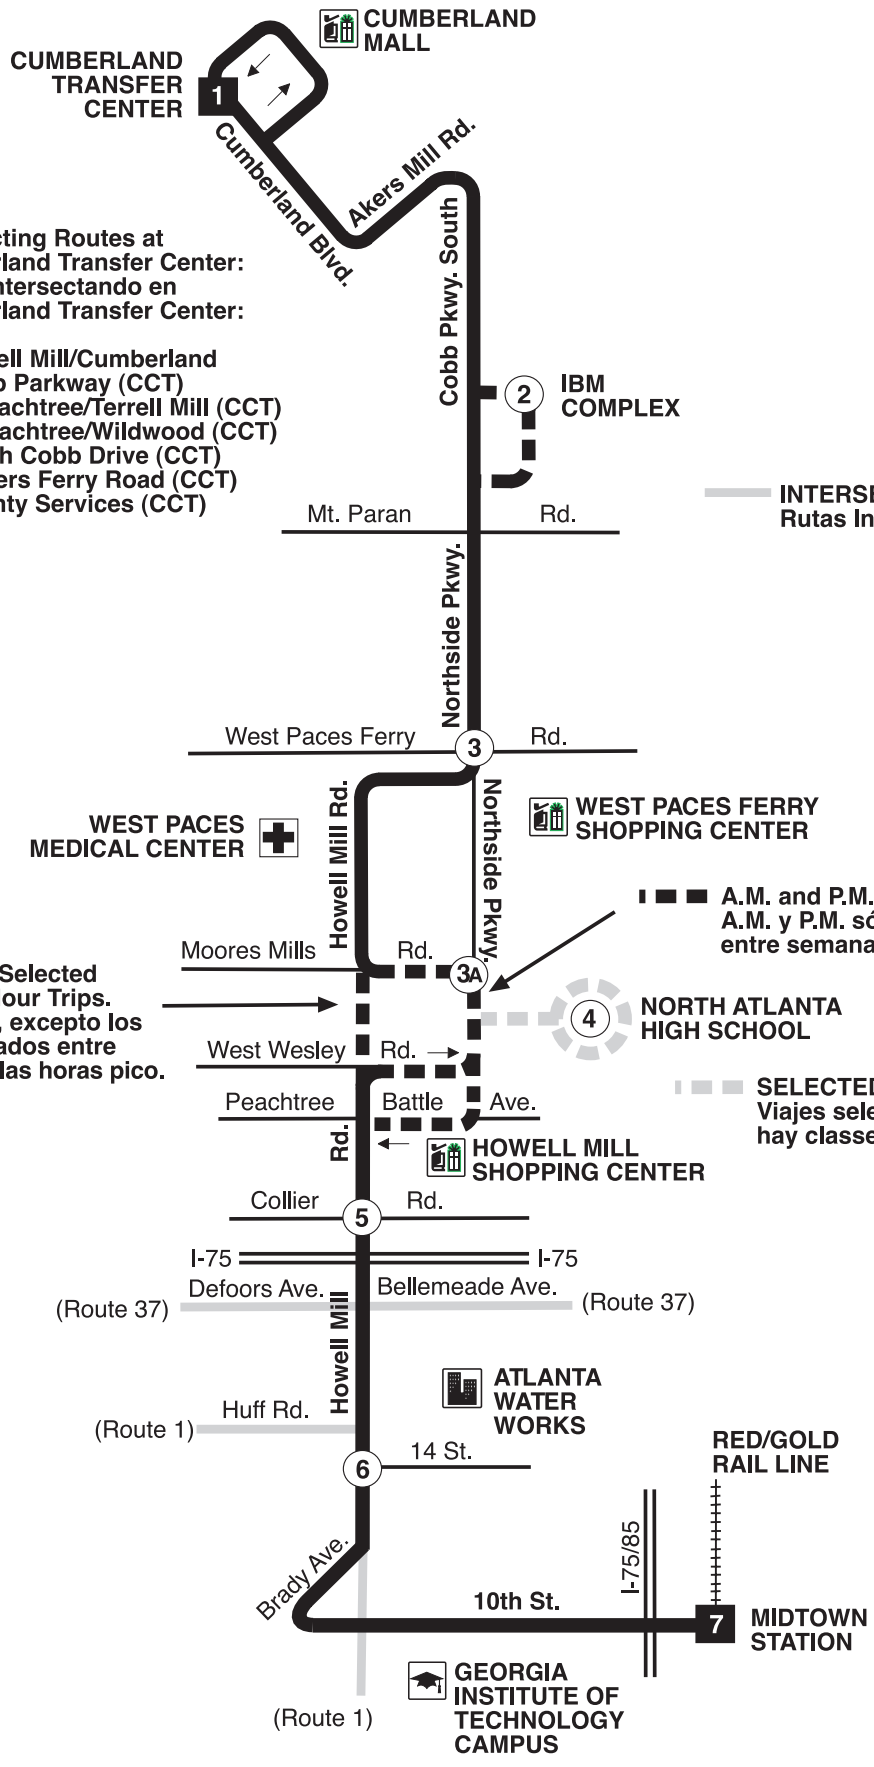 CUMBERLAND
MALL
CUMBERLAND
TRANSFER
CENTER
1
Cumberland Blvd.
Akers Mill Rd.
Cobb Pkwy. South
cting Routes at
rland Transfer Center:
ntersectando en
rland Transfer Center:
ell Mill/Cumberland
b Parkway (CCT)
achtree/Terrell Mill (CCT)
achtree/Wildwood (CCT)
h Cobb Drive (CCT)
ers Ferry Road (CCT)
nty Services (CCT)
2
IBM
COMPLEX
INTERSE
Rutas In
Mt. Paran Rd.
Northside Pkwy.
West Paces Ferry Rd.
3
Howell Mill Rd.
Northside Pkwy.
WEST PACES FERRY
SHOPPING CENTER
WEST PACES
MEDICAL CENTER
A.M. and P.M.
A.M. y P.M. só
entre semana
Moores Mills Rd.
3A
Selected
Hour Trips.
, excepto los
ados entre
las horas pico.
4
NORTH ATLANTA
HIGH SCHOOL
West Wesley Rd.
SELECTED
Viajes sele
hay classe
Peachtree Battle Ave.
Rd.
HOWELL MILL
SHOPPING CENTER
Collier Rd.
5
I-75 I-75
Defoors Ave. Bellemeade Ave.
(Route 37) (Route 37)
Howell Mill
ATLANTA
WATER
WORKS
Huff Rd.
(Route 1)
14 St.
6
RED/GOLD
RAIL LINE
I-75/85
Brady Ave.
10th St.
7
MIDTOWN
STATION
GEORGIA
INSTITUTE OF
TECHNOLOGY
CAMPUS
(Route 1)